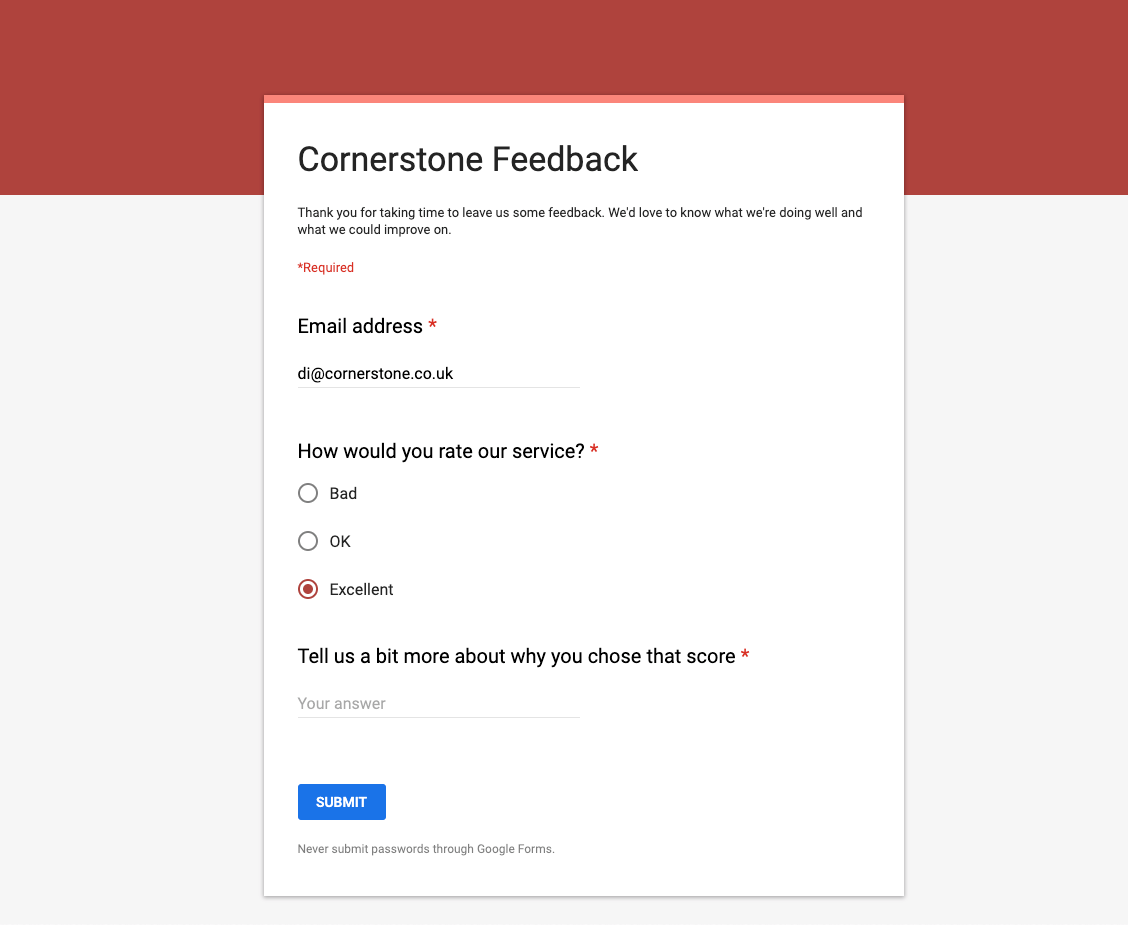 Cornerstone Feedback
Thank you for taking time to leave us some feedback. We'd love to know what we're doing well and
what we could improve on.
*Required
Email address *
di@cornerstone.co.uk
How would you rate our service? *
Bad
OK
Excellent
Tell us a bit more about why you chose that score *
Your answer
SUBMIT
Never submit passwords through Google Forms.